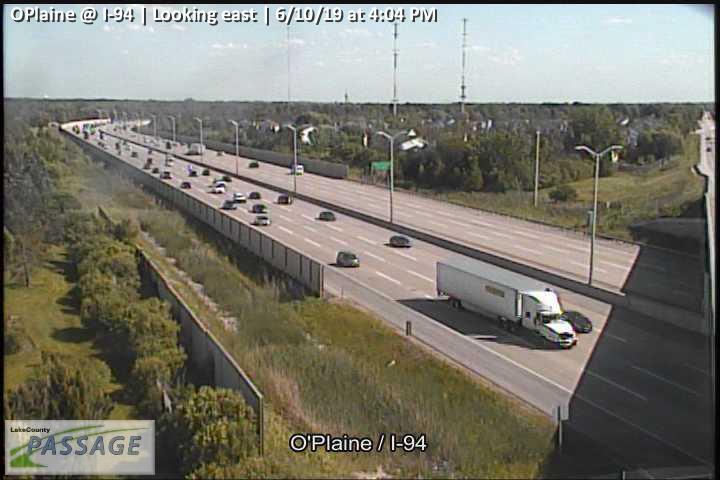 OPlaine @ I-94 | Looking east | 6/10/19 at 4:04 PM
O'Plaine / I-94
LakeCounty
PASSAGE